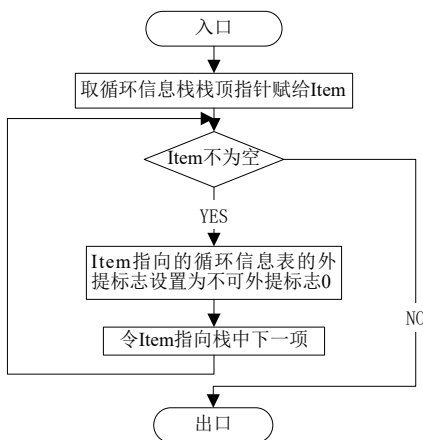 入口
取循环信息栈栈顶指针赋给Item
Item不为空
YES
Item指向的循环信息表的外
提标志设置为不可外提标志0
NO
令Item指向栈中下一项
出口